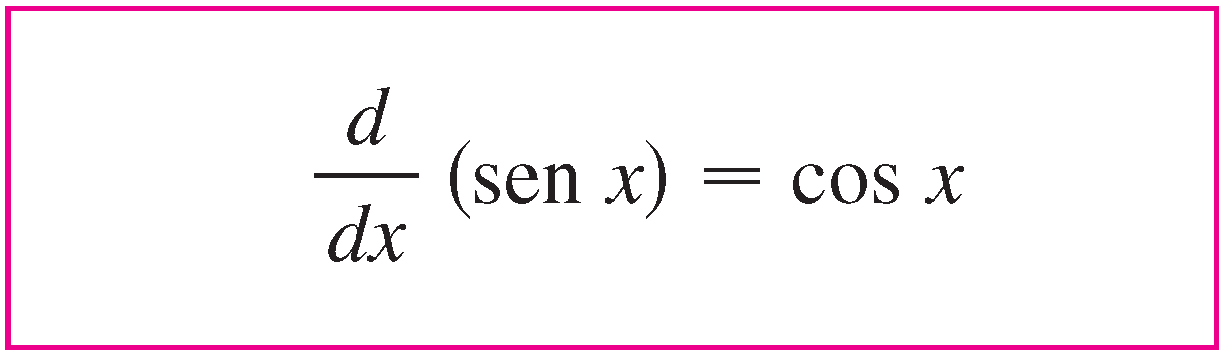 d/dx (sen x) = cos x